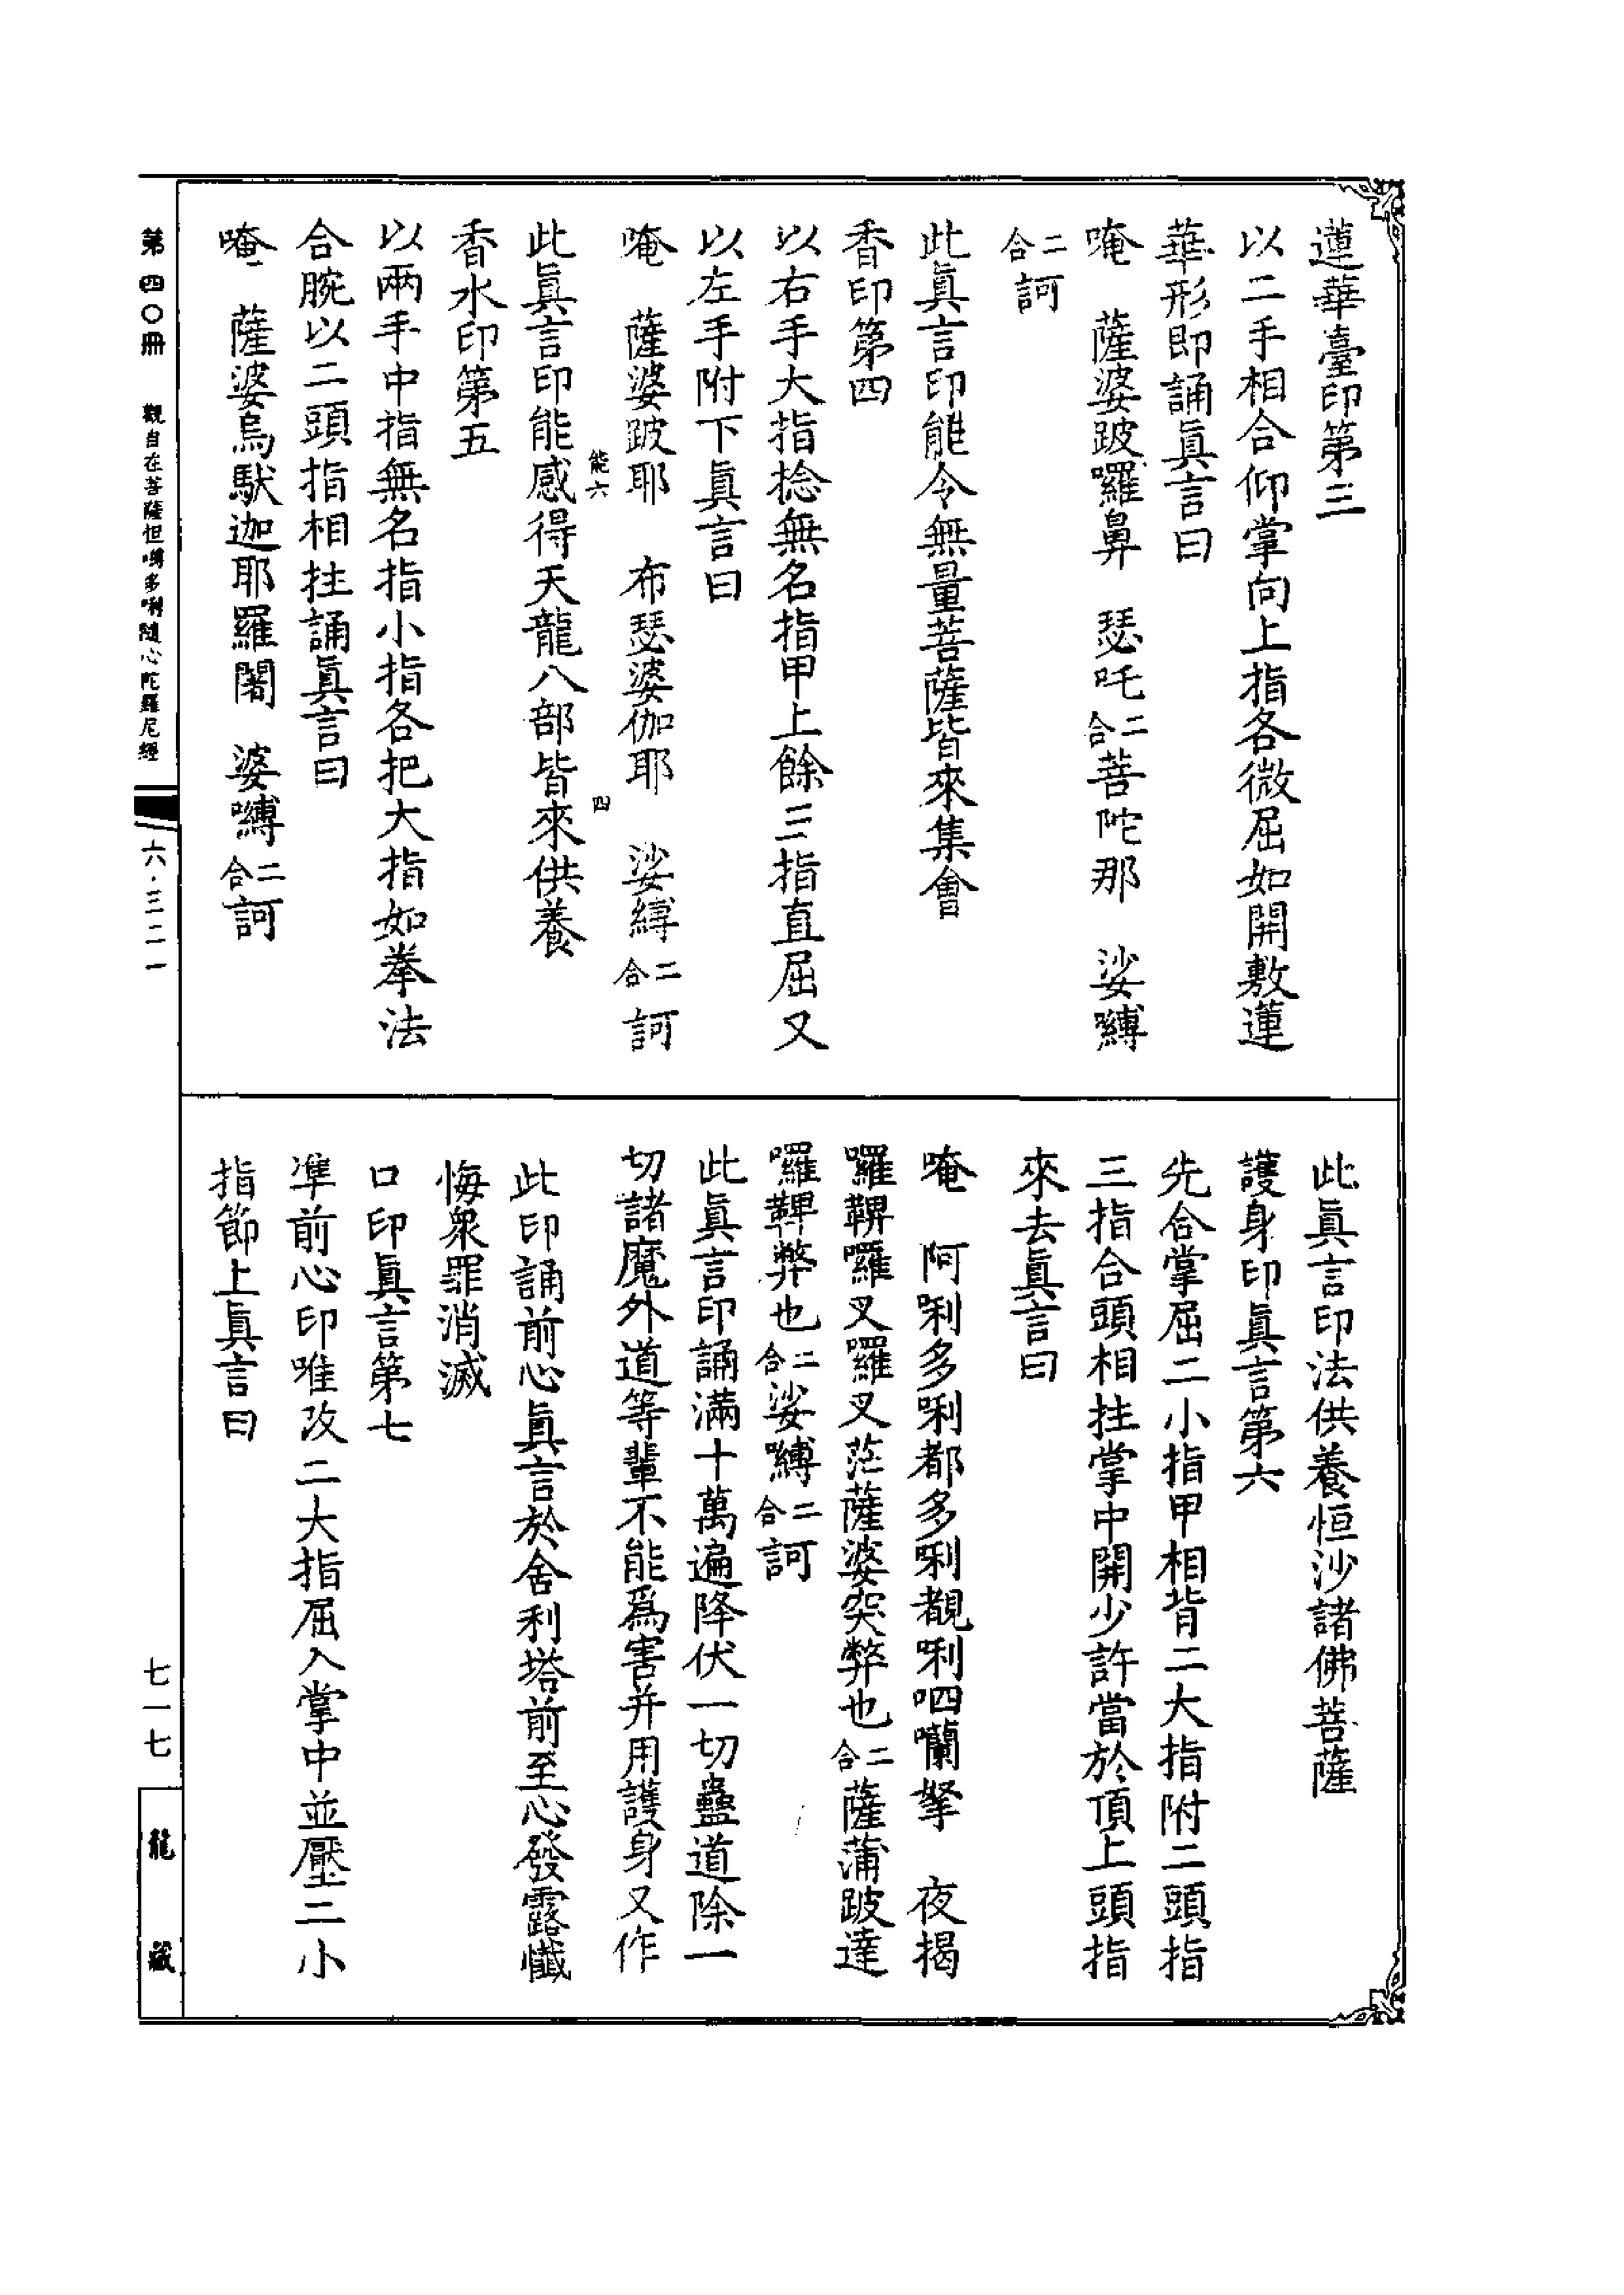 蓮華臺印第三
以二手相合仰掌向上指各微屈如開敷蓮
華形即誦眞言曰
唵　薩婆跛囉鼻　瑟吒二合菩陀那　娑嚩
二合訶
此眞言印能令無量菩薩皆來集會
香印第四
以右手大指捻無名指甲上餘三指直屈又
以左手附下眞言曰
唵　薩婆跛耶　布瑟婆伽耶　娑縛二合訶
能六　四
此眞言印能感得天龍八部皆來供養
香水印第五
以兩手中指無名指小指各把大指如拳法
合腕以二頭指相拄誦眞言曰
唵　薩婆烏馱迦耶羅闍　婆嚩二合訶
此眞言印法供養恒沙諸佛菩薩
護身印眞言第六
先合掌屈二小指甲相背二大指附二頭指
三指合頭相拄掌中開少許當於頂上頭指
來去眞言曰
唵　阿唎多唎都多唎覩唎呬囒拏　夜揭
囉鞞囉叉囉叉茫薩婆突弊也二合薩蒲跛達
囉鞞弊也二合娑嚩二合訶
此眞言印誦滿十萬遍降伏一切蠱道除一
切諸魔外道等輩不能爲害并用護身又作
此印誦前心眞言於舍利塔前至心發露懺
悔衆罪消滅
口印眞言第七
準前心印唯改二大指屈入掌中並壓二小
指節上眞言曰
第四〇冊　觀自在菩薩怛嚩多唎隨心陀羅尼經
六·三二一
七一七
龍藏